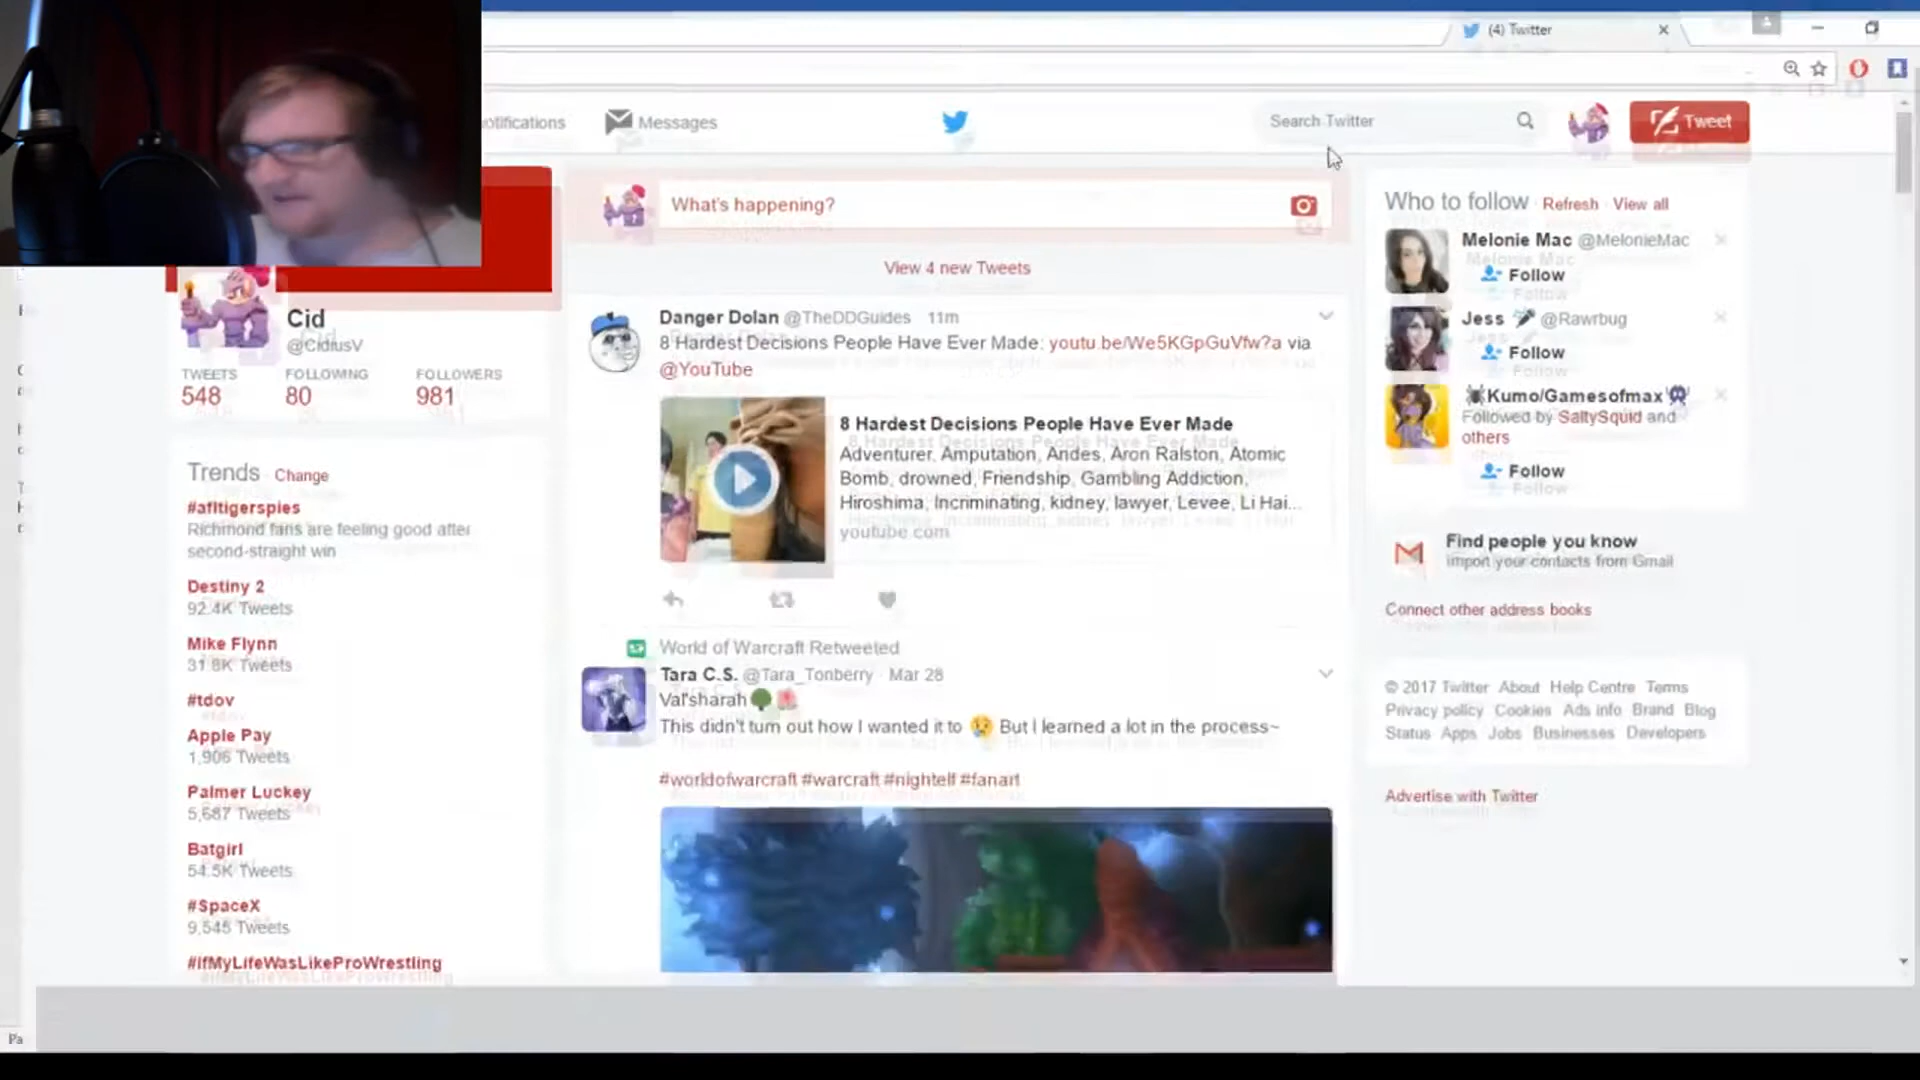 (4) Twitter
otifications
Messages
Search Twitter
Tweet
What's happening?
View 4 new Tweets
Cid
@CidiusV
TWEETS FOLLOWING FOLLOWERS
548 80 981
Trends · Change
#afltigerspies
Richmond fans are feeling good after
second-straight win
Destiny 2
92.4K Tweets
Mike Flynn
31.8K Tweets
#tdov
Apple Pay
1,906 Tweets
Palmer Luckey
5,687 Tweets
Batgirl
54.5K Tweets
#SpaceX
9,545 Tweets
#IfMyLifeWasLikeProWrestling
Danger Dolan @TheDDGuides · 11m
8 Hardest Decisions People Have Ever Made: youtu.be/We5KGpGuVfw?a via
@YouTube
8 Hardest Decisions People Have Ever Made
Adventurer, Amputation, Andes, Aron Ralston, Atomic
Bomb, drowned, Friendship, Gambling Addiction,
Hiroshima, Incriminating, kidney, lawyer, Levee, Li Hai...
youtube.com
World of Warcraft Retweeted
Tara C.S. @Tara_Tonberry · Mar 28
Val'sharah
This didn't turn out how I wanted it to 😢 But I learned a lot in the process~
#worldofwarcraft #warcraft #nightelf #fanart
Who to follow · Refresh · View all
Melonie Mac @MelonieMac
Follow
Jess @Rawrbug
Follow
Kumo/Gamesofmax
Followed by SaltySquid and
others
Follow
Find people you know
Import your contacts from Gmail
Connect other address books
© 2017 Twitter About Help Centre Terms
Privacy policy Cookies Ads info Brand Blog
Status Apps Jobs Businesses Developers
Advertise with Twitter
Pa